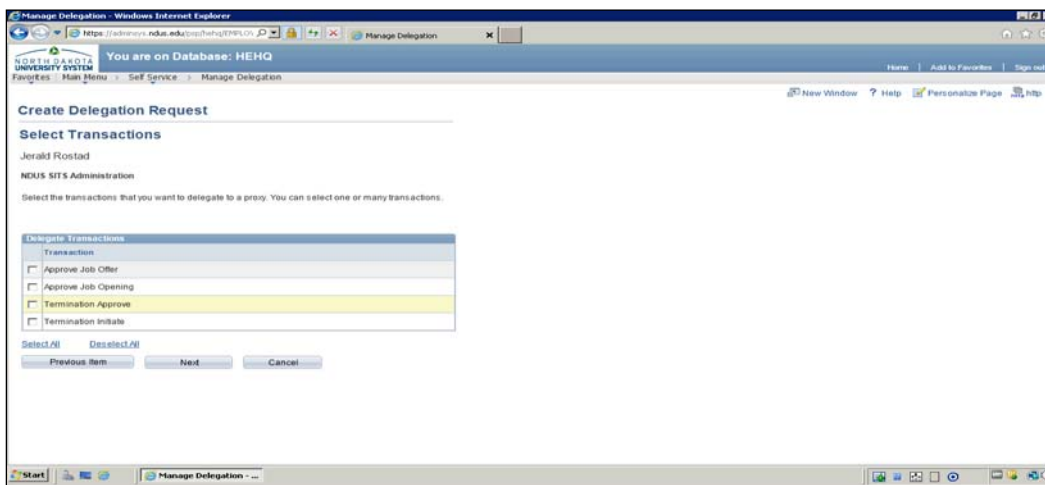 Manage Delegation - Windows Internet Explorer
https://adminsys.ndus.edu/psp/hehq/EMPLOY
Manage Delegation
NORTH DAKOTA
UNIVERSITY SYSTEM
You are on Database: HEHQ
Home | Add to Favorites | Sign out
Favorites Main Menu > Self Service > Manage Delegation
New Window ? Help Personalize Page http
Create Delegation Request
Select Transactions
Jerald Rostad
NDUS SITS Administration
Select the transactions that you want to delegate to a proxy. You can select one or many transactions.
Delegate Transactions
Transaction
Approve Job Offer
Approve Job Opening
Termination Approve
Termination Initiate
Select All Deselect All
Previous Item Next Cancel
Start Manage Delegation - ...